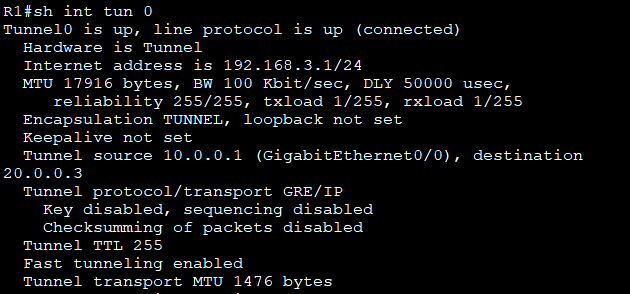 R1#sh int tun 0
Tunnel0 is up, line protocol is up (connected)
Hardware is Tunnel
Internet address is 192.168.3.1/24
MTU 17916 bytes, BW 100 Kbit/sec, DLY 50000 usec,
reliability 255/255, txload 1/255, rxload 1/255
Encapsulation TUNNEL, loopback not set
Keepalive not set
Tunnel source 10.0.0.1 (GigabitEthernet0/0), destination
20.0.0.3
Tunnel protocol/transport GRE/IP
Key disabled, sequencing disabled
Checksumming of packets disabled
Tunnel TTL 255
Fast tunneling enabled
Tunnel transport MTU 1476 bytes